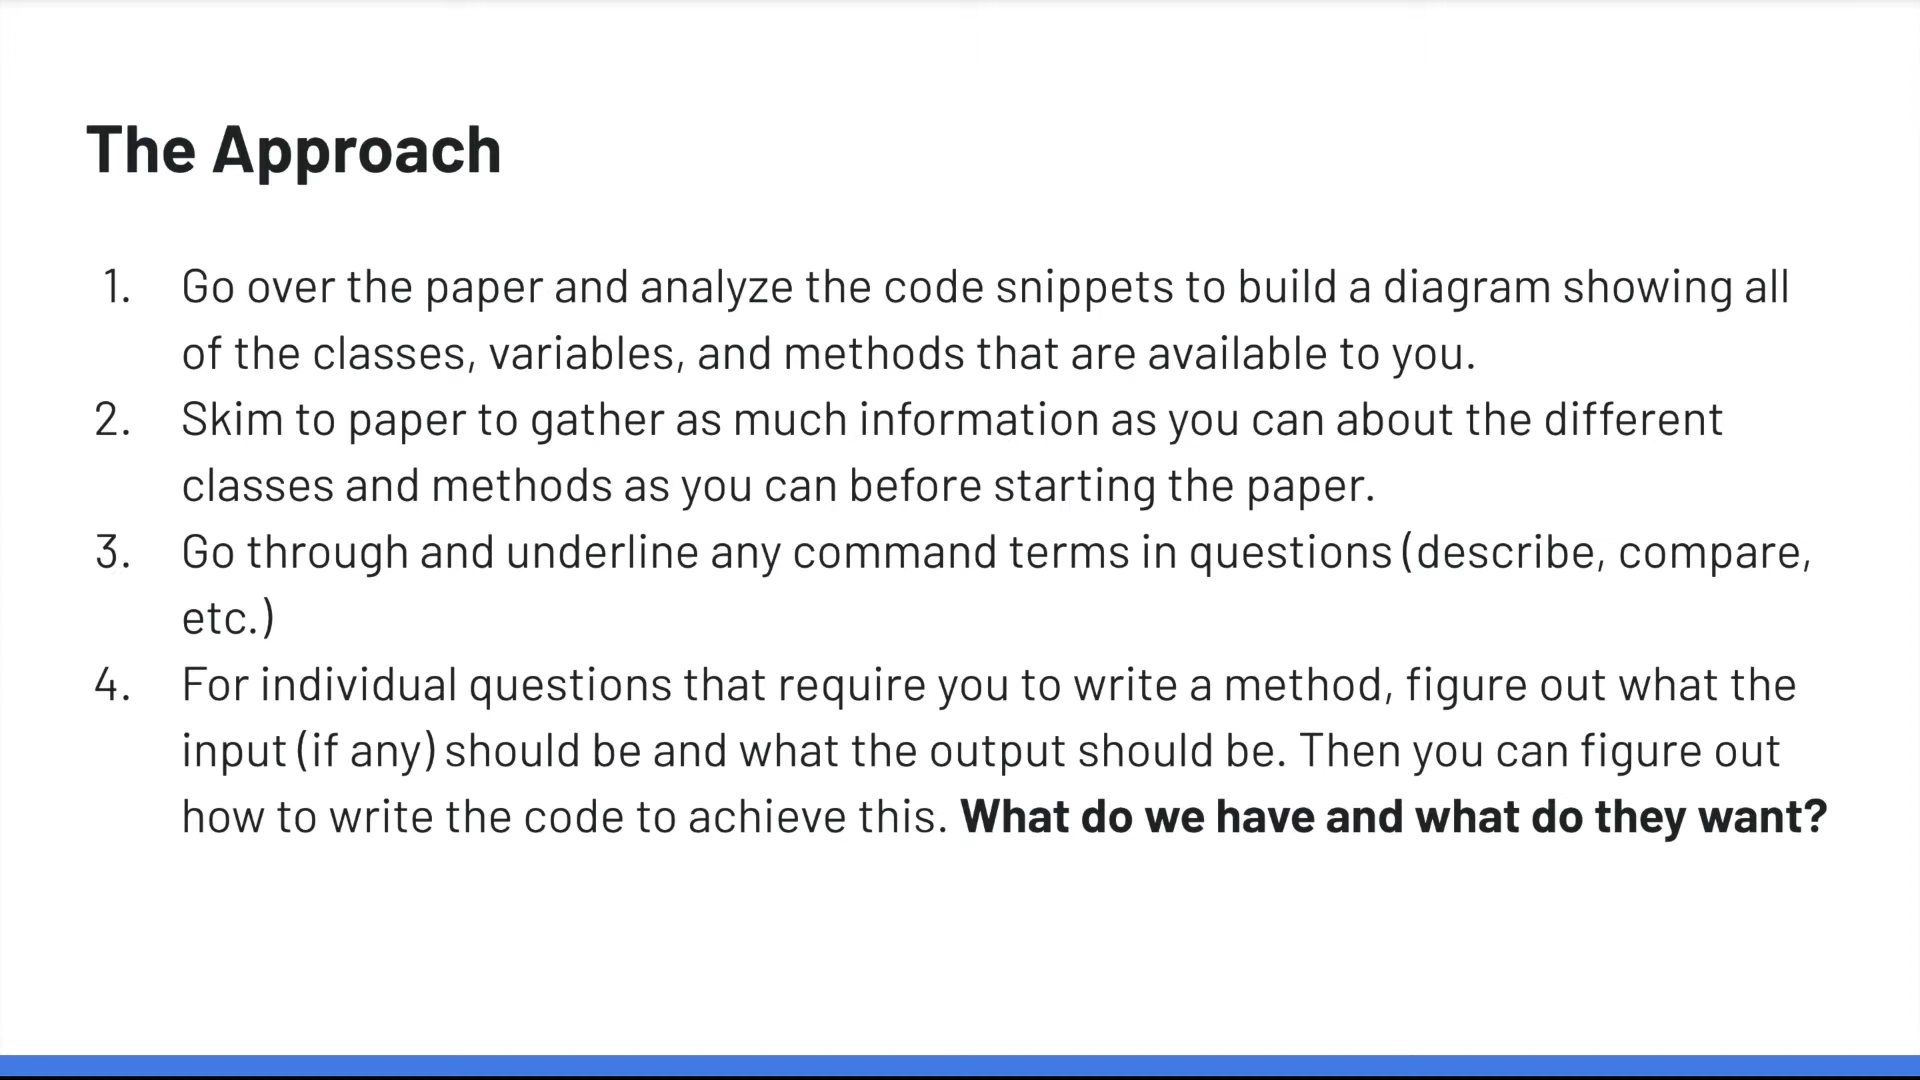 The Approach
1. Go over the paper and analyze the code snippets to build a diagram showing all
of the classes, variables, and methods that are available to you.
2. Skim to paper to gather as much information as you can about the different
classes and methods as you can before starting the paper.
3. Go through and underline any command terms in questions (describe, compare,
etc.)
4. For individual questions that require you to write a method, figure out what the
input (if any) should be and what the output should be. Then you can figure out
how to write the code to achieve this. What do we have and what do they want?